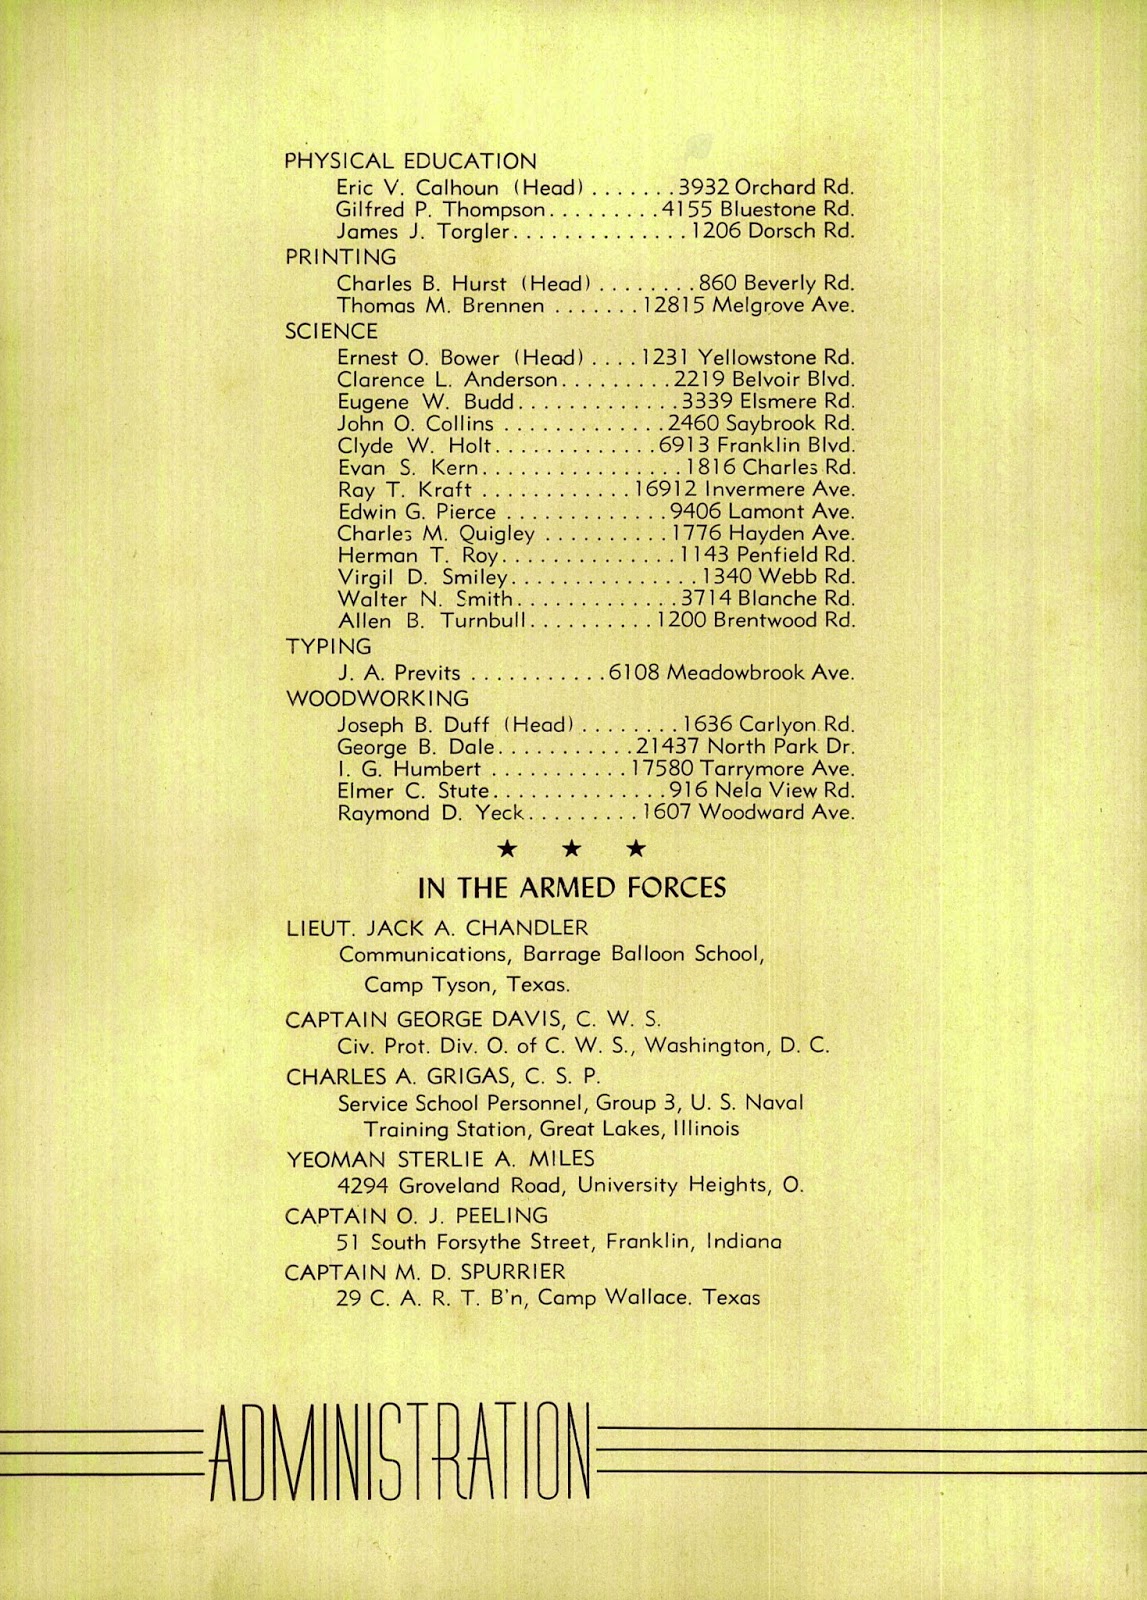 PHYSICAL EDUCATION
Eric V. Calhoun (Head) . . . . . . . 3932 Orchard Rd.
Gilfred P. Thompson . . . . . . . . . 4155 Bluestone Rd.
James J. Torgler . . . . . . . . . . . . . . . 1206 Dorsch Rd.
PRINTING
Charles B. Hurst (Head) . . . . . . . . 860 Beverly Rd.
Thomas M. Brennen . . . . . . . 12815 Melgrove Ave.
SCIENCE
Ernest O. Bower (Head) . . . . 1231 Yellowstone Rd.
Clarence L. Anderson . . . . . . . . . 2219 Belvoir Blvd.
Eugene W. Budd . . . . . . . . . . . . . 3339 Elsmere Rd.
John O. Collins . . . . . . . . . . . . . 2460 Saybrook Rd.
Clyde W. Holt . . . . . . . . . . . . . 6913 Franklin Blvd.
Evan S. Kern . . . . . . . . . . . . . . . . 1816 Charles Rd.
Ray T. Kraft . . . . . . . . . . . . 16912 Invermere Ave.
Edwin G. Pierce . . . . . . . . . . . . . 9406 Lamont Ave.
Charles M. Quigley . . . . . . . . . . 1776 Hayden Ave.
Herman T. Roy . . . . . . . . . . . . . . 1143 Penfield Rd.
Virgil D. Smiley . . . . . . . . . . . . . . . 1340 Webb Rd.
Walter N. Smith . . . . . . . . . . . . . 3714 Blanche Rd.
Allen B. Turnbull . . . . . . . . . . 1200 Brentwood Rd.
TYPING
J. A. Previts . . . . . . . . . . . 6108 Meadowbrook Ave.
WOODWORKING
Joseph B. Duff (Head) . . . . . . . . 1636 Carlyon Rd.
George B. Dale . . . . . . . . . . . 21437 North Park Dr.
I. G. Humbert . . . . . . . . . . . 17580 Tarrymore Ave.
Elmer C. Stute . . . . . . . . . . . . . . 916 Nela View Rd.
Raymond D. Yeck . . . . . . . . . 1607 Woodward Ave.
★ ★ ★
IN THE ARMED FORCES
LIEUT. JACK A. CHANDLER
Communications, Barrage Balloon School,
Camp Tyson, Texas.
CAPTAIN GEORGE DAVIS, C. W. S.
Civ. Prot. Div. O. of C. W. S., Washington, D. C.
CHARLES A. GRIGAS, C. S. P.
Service School Personnel, Group 3, U. S. Naval
Training Station, Great Lakes, Illinois
YEOMAN STERLIE A. MILES
4294 Groveland Road, University Heights, O.
CAPTAIN O. J. PEELING
51 South Forsythe Street, Franklin, Indiana
CAPTAIN M. D. SPURRIER
29 C. A. R. T. B'n, Camp Wallace. Texas
ADMINISTRATION